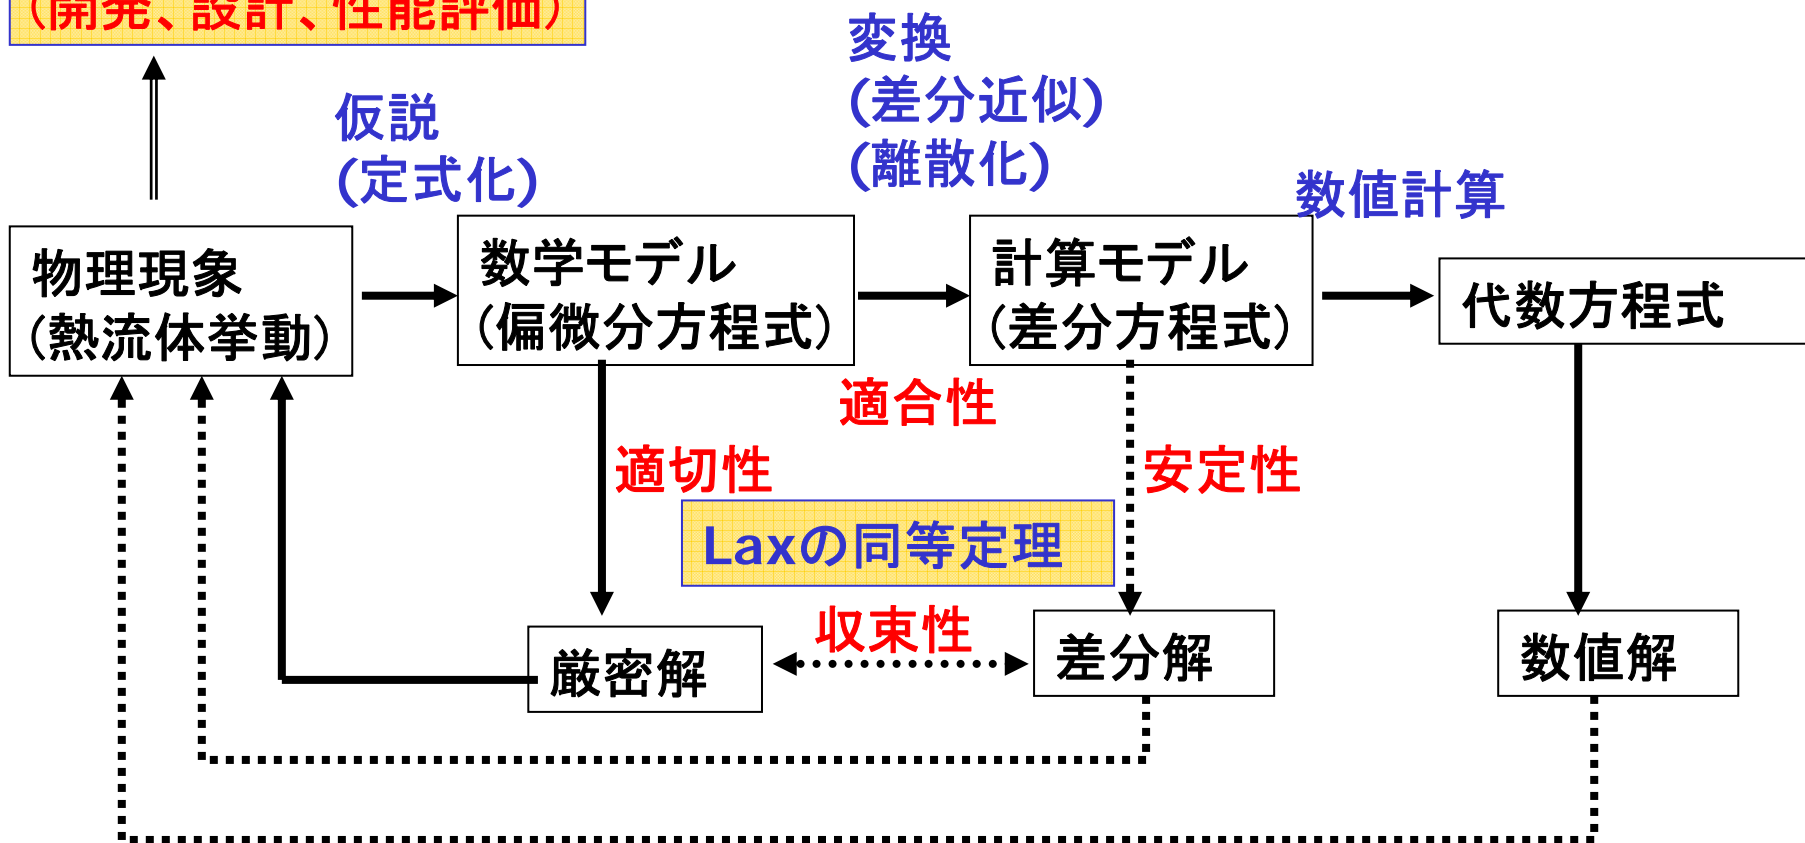 （開発、設計、性能評価）
変換
(差分近似)
(離散化)
仮説
(定式化)
数値計算
物理現象
(熱流体挙動)
数学モデル
(偏微分方程式)
計算モデル
(差分方程式)
代数方程式
適合性
適切性
安定性
Laxの同等定理
収束性
厳密解
差分解
数値解